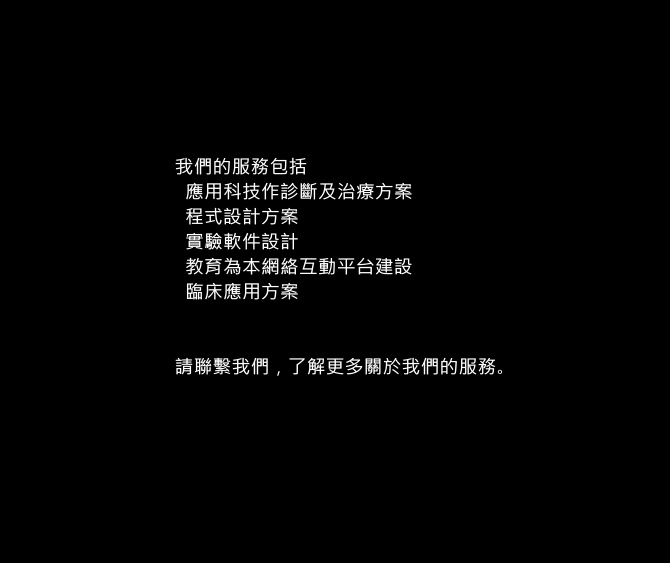 我們的服務包括
應用科技作診斷及治療方案
程式設計方案
實驗軟件設計
教育為本網絡互動平台建設
臨床應用方案
請聯繫我們，了解更多關於我們的服務。